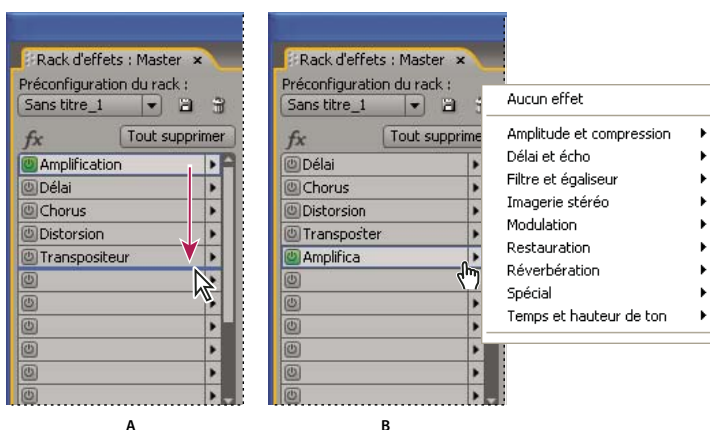 Rack d'effets : Master ×
Préconfiguration du rack :
Sans titre_1
fx Tout supprimer
Amplification
Délai
Chorus
Distorsion
Transpositeur
A
Rack d'effets : Master ×
Préconfiguration du rack :
Sans titre_1
fx Tout supprime
Délai
Chorus
Distorsion
Transposter
Amplifica
B
Aucun effet
Amplitude et compression
Délai et écho
Filtre et égaliseur
Imagerie stéréo
Modulation
Restauration
Réverbération
Spécial
Temps et hauteur de ton